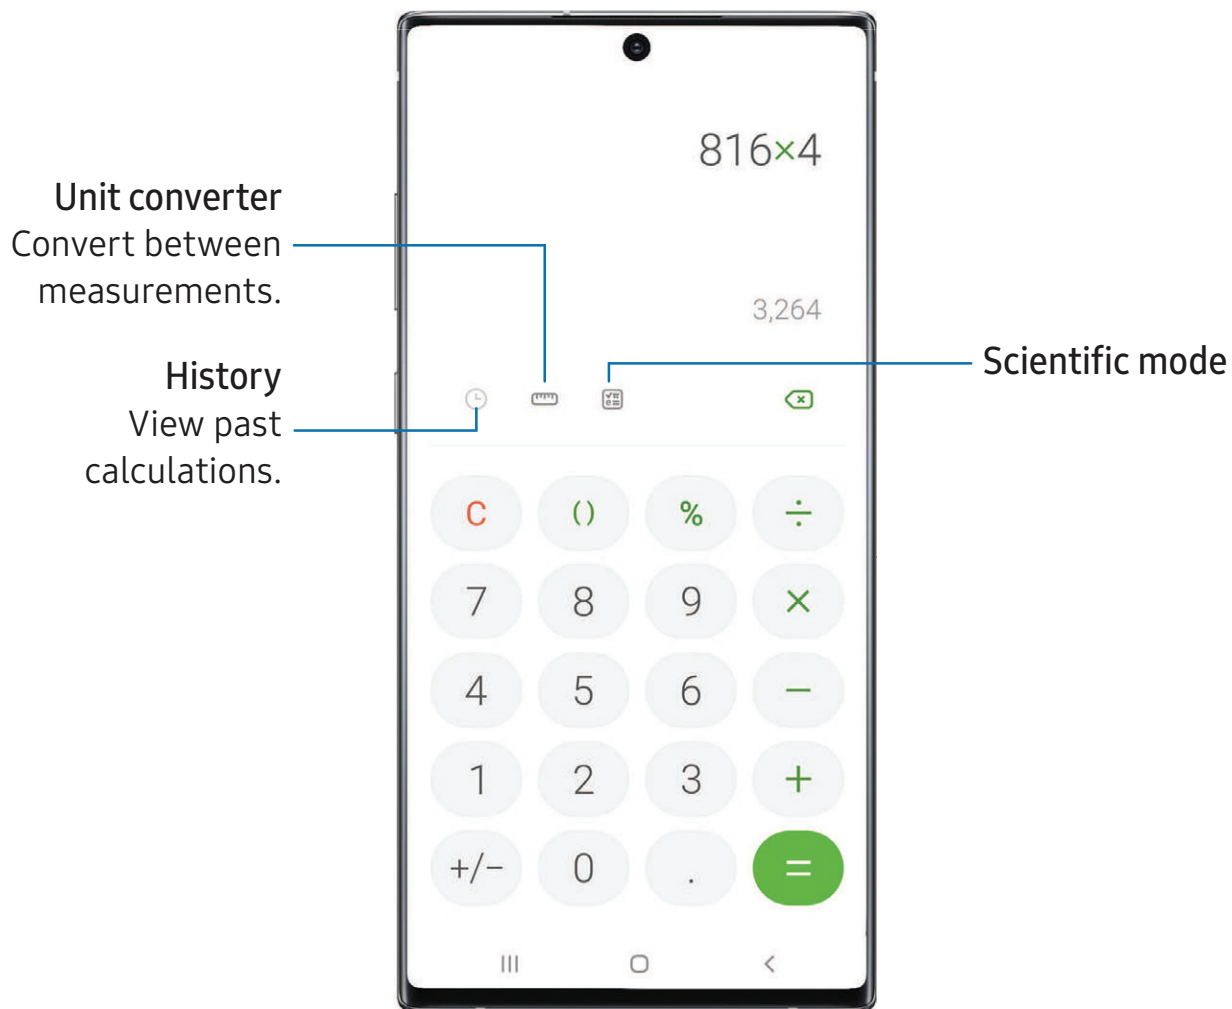 816×4
Unit converter
Convert between
measurements.
3,264
History
View past
calculations.
Scientific mode
C () % ÷
7 8 9 ×
4 5 6 −
1 2 3 +
+/− 0 . =